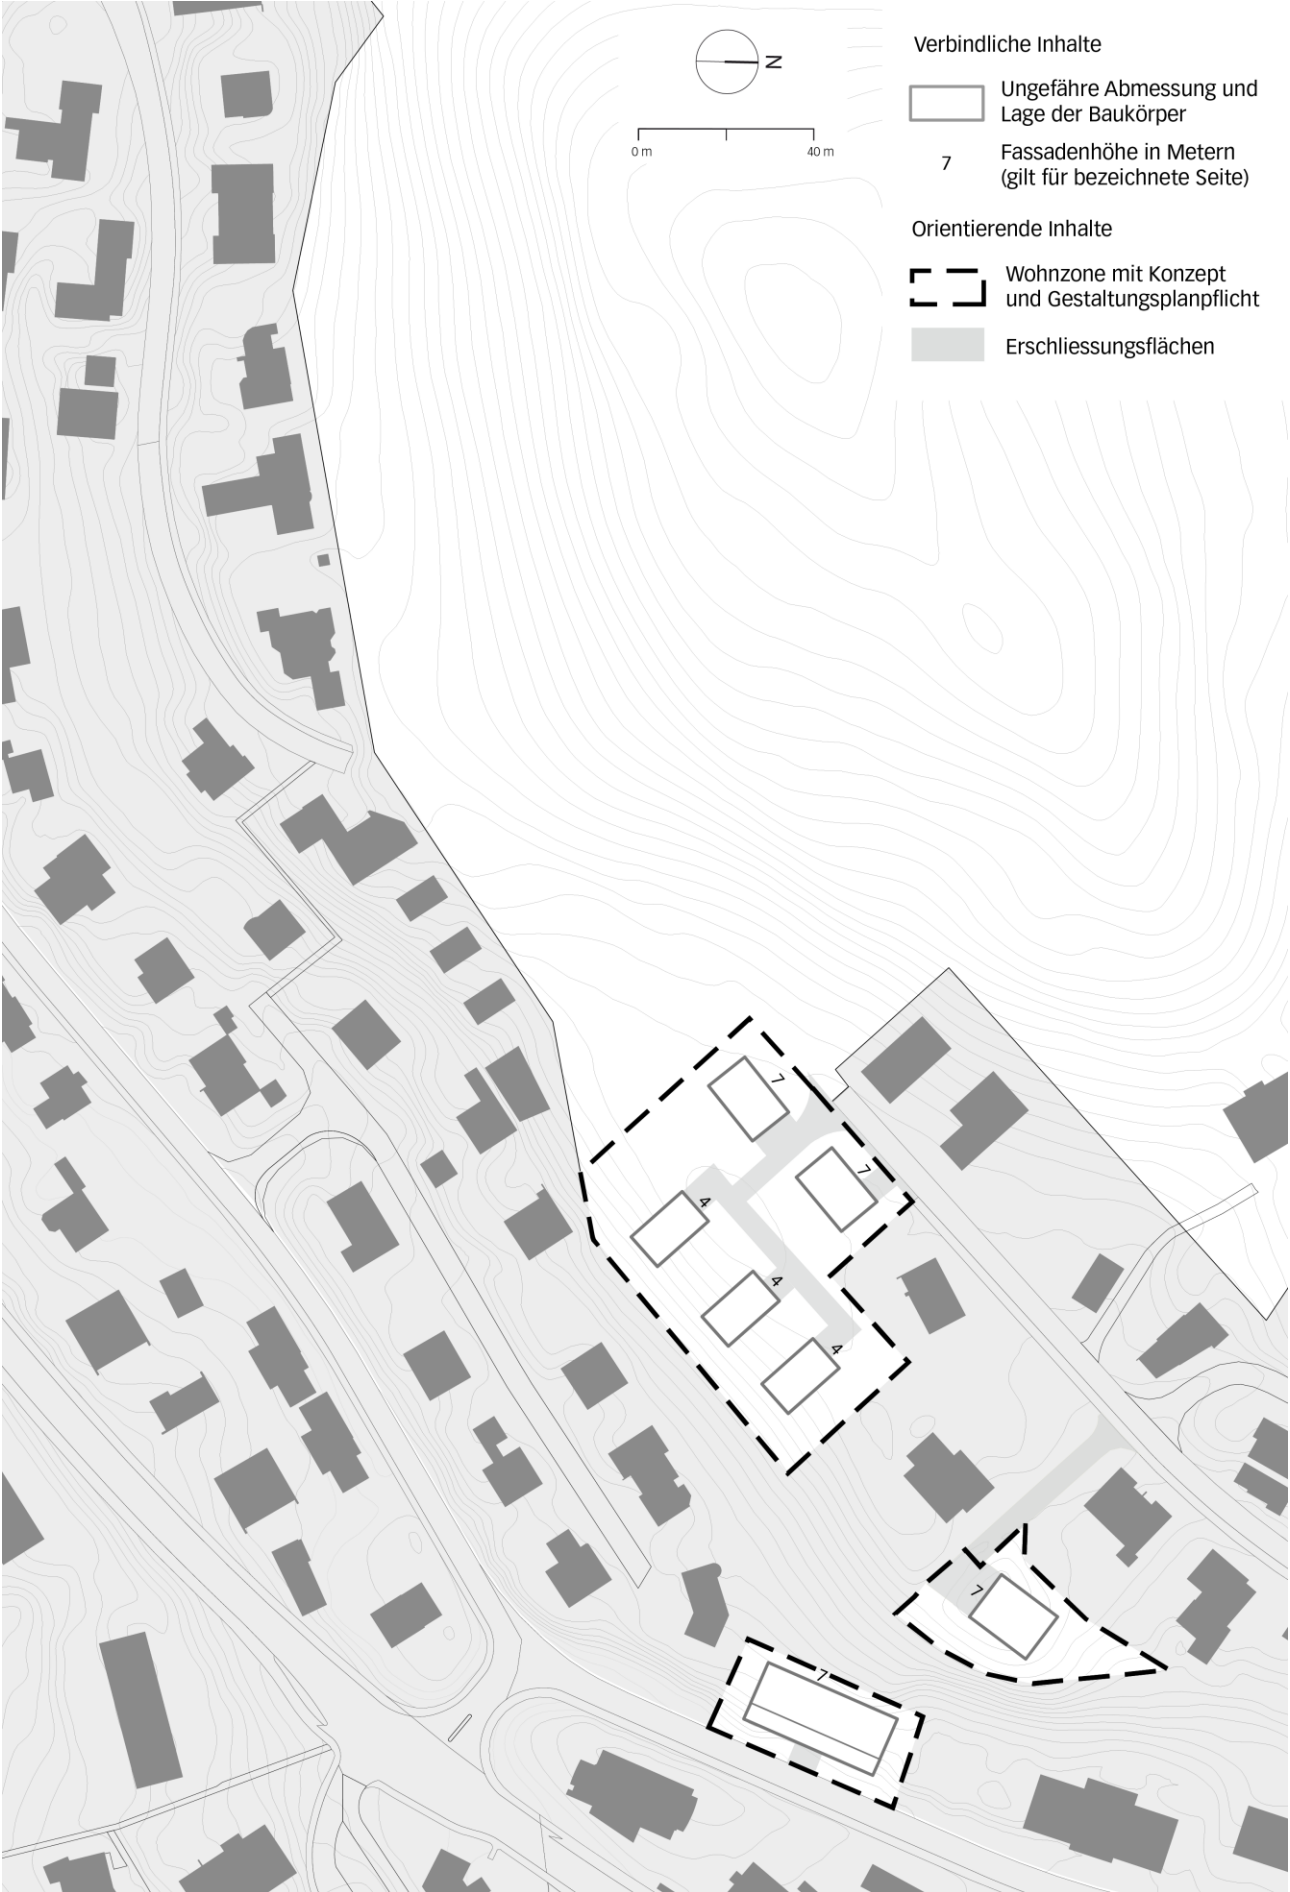 N
0 m
40 m
Verbindliche Inhalte
Ungefähre Abmessung und
Lage der Baukörper
7
Fassadenhöhe in Metern
(gilt für bezeichnete Seite)
Orientierende Inhalte
Wohnzone mit Konzept
und Gestaltungsplanpflicht
Erschliessungsflächen
7
7
4
4
4
7
7